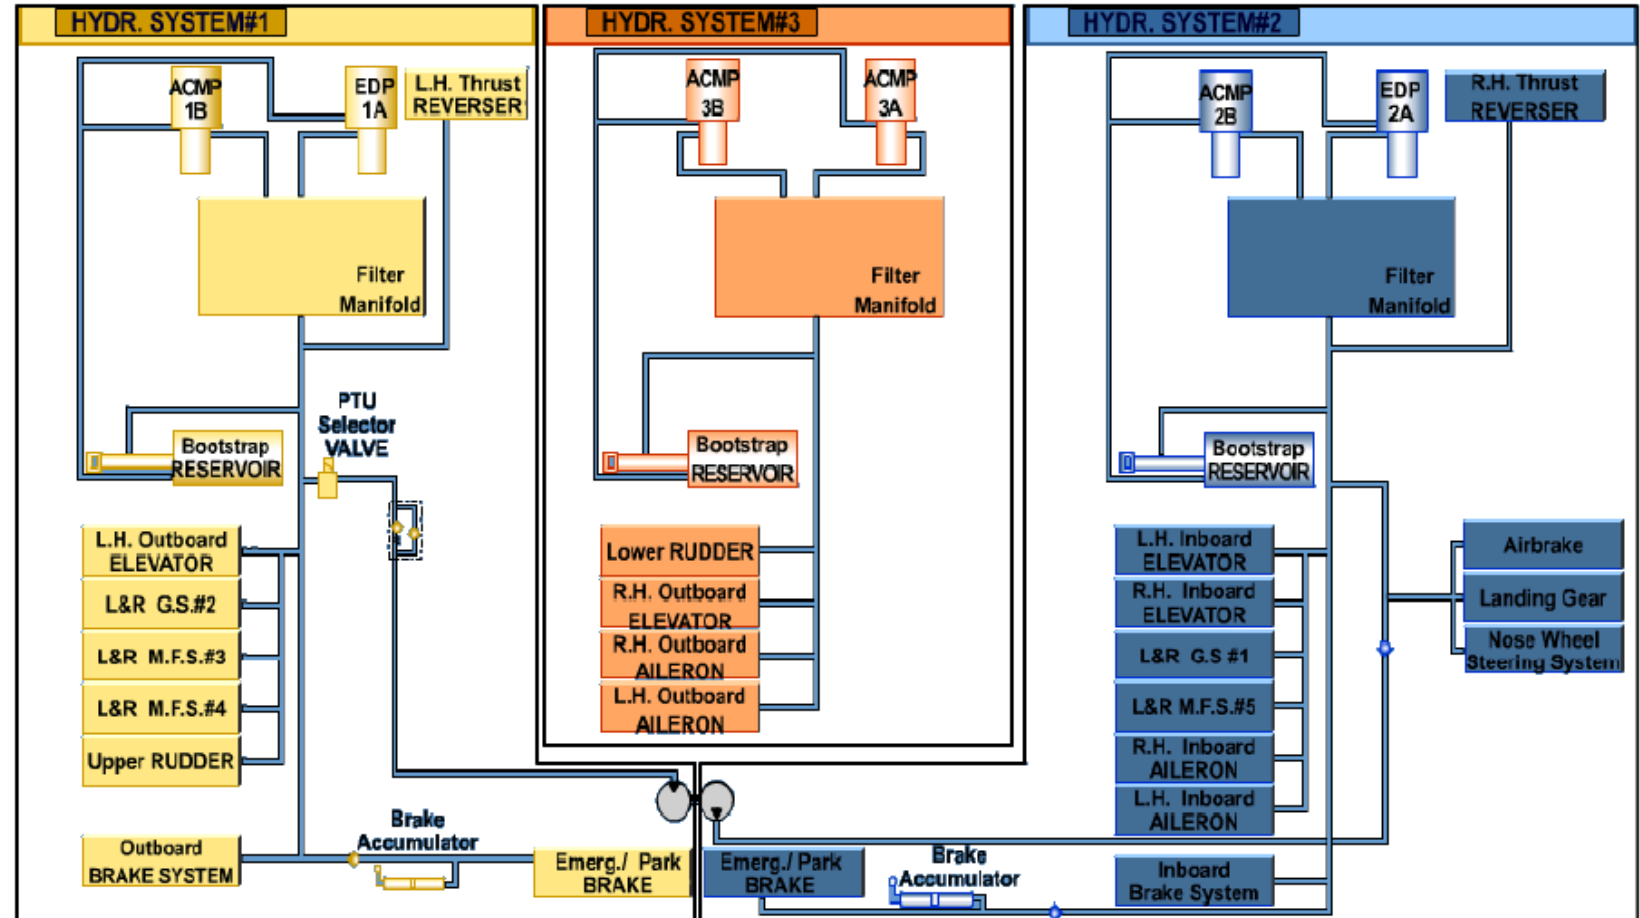 HYDR. SYSTEM#1
ACMP
1B
EDP
1A
L.H. Thrust
REVERSER
Filter
Manifold
PTU
Selector
VALVE
Bootstrap
RESERVOIR
L.H. Outboard
ELEVATOR
L&R G.S.#2
L&R M.F.S.#3
L&R M.F.S.#4
Upper RUDDER
Outboard
BRAKE SYSTEM
Brake
Accumulator
Emerg./ Park
BRAKE
HYDR. SYSTEM#3
ACMP
3B
ACMP
3A
Filter
Manifold
Bootstrap
RESERVOIR
Lower RUDDER
R.H. Outboard
ELEVATOR
R.H. Outboard
AILERON
L.H. Outboard
AILERON
HYDR. SYSTEM#2
ACMP
2B
EDP
2A
R.H. Thrust
REVERSER
Filter
Manifold
Bootstrap
RESERVOIR
L.H. Inboard
ELEVATOR
R.H. Inboard
ELEVATOR
L&R G.S #1
L&R M.F.S.#5
R.H. Inboard
AILERON
L.H. Inboard
AILERON
Airbrake
Landing Gear
Nose Wheel
Steering System
Emerg./ Park
BRAKE
Brake
Accumulator
Inboard
Brake System